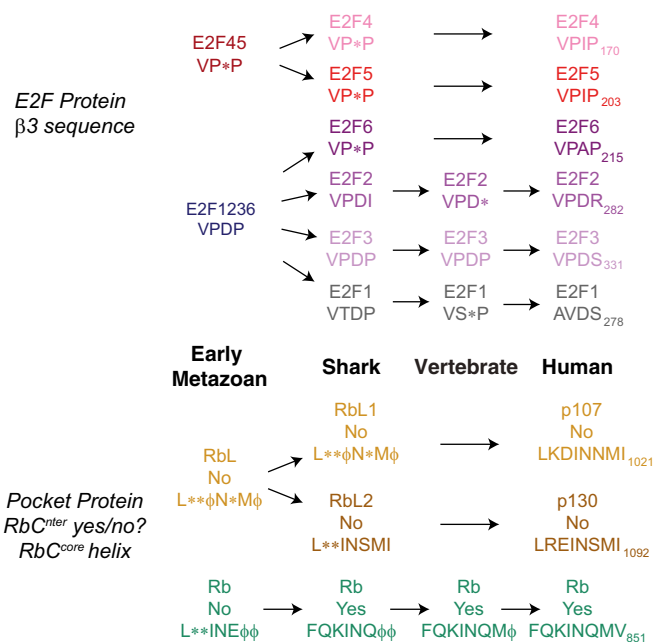 E2F Protein
β3 sequence
E2F45
VP*P
E2F4
VP*P
E2F4
VPIP170
E2F5
VP*P
E2F5
VPIP203
E2F1236
VPDP
E2F6
VP*P
E2F6
VPAP215
E2F2
VPDI
E2F2
VPD*
E2F2
VPDR282
E2F3
VPDP
E2F3
VPDP
E2F3
VPDS331
E2F1
VTDP
E2F1
VS*P
E2F1
AVDS278
Early
Metazoan
Shark
Vertebrate
Human
Pocket Protein
RbCnter yes/no?
RbCcore helix
RbL
No
L**ϕN*Mϕ
RbL1
No
L**ϕN*Mϕ
p107
No
LKDINNMI1021
RbL2
No
L**INSMI
p130
No
LREINSMI1092
Rb
No
L**INEϕϕ
Rb
Yes
FQKINQϕϕ
Rb
Yes
FQKINQMϕ
Rb
Yes
FQKINQMV851